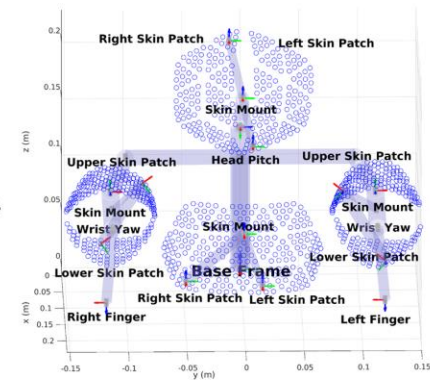 0.2
Right Skin Patch
Left Skin Patch
0.15
Skin Mount
z (m)
0.1
Upper Skin Patch
Head Pitch
Upper Skin Patch
0.05
Skin Mount
Skin Mount
Wrist Yaw
Skin Mount
Wrist Yaw
0
Lower Skin Patch
Base Frame
Lower Skin Patch
0
0.05
Right Skin Patch
Left Skin Patch
x (m)
0.1
0.15
Right Finger
Left Finger
0.2
-0.15
-0.1
-0.05
0
0.05
0.1
0.15
y (m)